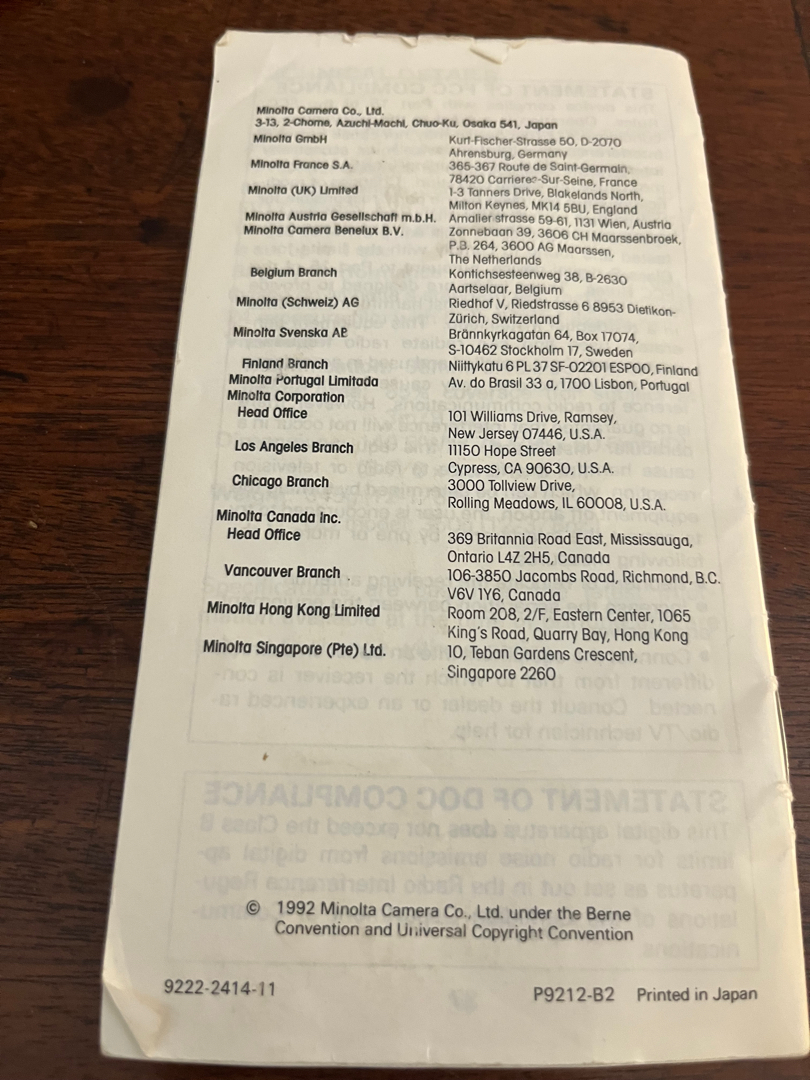 Minolta Camera Co., Ltd.
3-13, 2-Chome, Azuchi-Machi, Chuo-Ku, Osaka 541, Japan
Minolta GmbH Kurt-Fischer-Strasse 50, D-2070
Ahrensburg, Germany
Minolta France S.A. 365-367 Route de Saint-Germain,
78420 Carrieres-Sur-Seine, France
Minolta (UK) Limited 1-3 Tanners Drive, Blakelands North,
Milton Keynes, MK14 5BU, England
Minolta Austria Gesellschaft m.b.H. Amalier strasse 59-61, 1131 Wien, Austria
Minolta Camera Benelux B.V. Zonnebaan 39, 3606 CH Maarssenbroek,
P.B. 264, 3600 AG Maarssen,
The Netherlands
Belgium Branch Kontichsesteenweg 38, B-2630
Aartselaar, Belgium
Minolta (Schweiz) AG Riedhof V, Riedstrasse 6 8953 Dietikon-
Zürich, Switzerland
Minolta Svenska AB Brännkyrkagatan 64, Box 17074,
S-10462 Stockholm 17, Sweden
Finland Branch Niittykatu 6 PL 37 SF-02201 ESPOO, Finland
Minolta Portugal Limitada Av. do Brasil 33 a, 1700 Lisbon, Portugal
Minolta Corporation
Head Office 101 Williams Drive, Ramsey,
New Jersey 07446, U.S.A.
Los Angeles Branch 11150 Hope Street
Cypress, CA 90630, U.S.A.
Chicago Branch 3000 Tollview Drive,
Rolling Meadows, IL 60008, U.S.A.
Minolta Canada Inc.
Head Office 369 Britannia Road East, Mississauga,
Ontario L4Z 2H5, Canada
Vancouver Branch 106-3850 Jacombs Road, Richmond, B.C.
V6V 1Y6, Canada
Minolta Hong Kong Limited Room 208, 2/F, Eastern Center, 1065
King's Road, Quarry Bay, Hong Kong
Minolta Singapore (Pte) Ltd. 10, Teban Gardens Crescent,
Singapore 2260
© 1992 Minolta Camera Co., Ltd. under the Berne
Convention and Universal Copyright Convention
9222-2414-11 P9212-B2 Printed in Japan